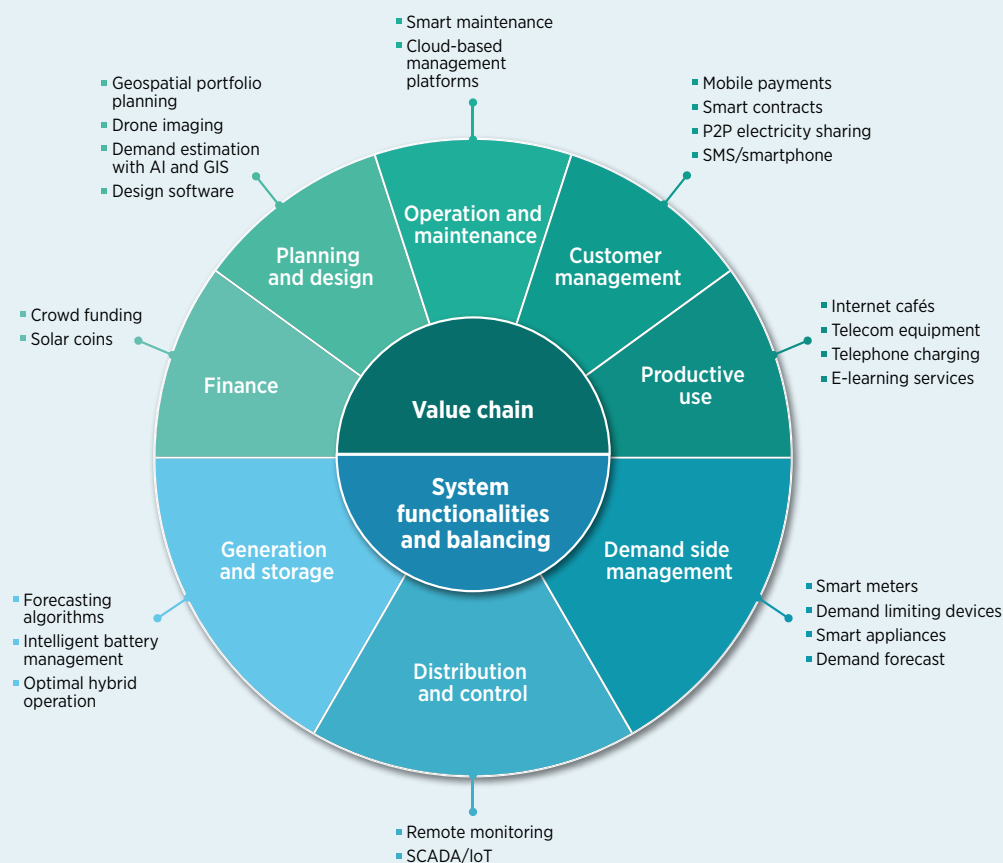 Smart maintenance
Cloud-based
management
platforms
Geospatial portfolio
planning
Drone imaging
Demand estimation
with AI and GIS
Design software
Mobile payments
Smart contracts
P2P electricity sharing
SMS/smartphone
Operation and
maintenance
Planning
and design
Customer
management
Crowd funding
Solar coins
Internet cafés
Telecom equipment
Telephone charging
E-learning services
Finance
Productive
use
Value chain
System
functionalities
and balancing
Generation
and storage
Demand side
management
Forecasting
algorithms
Intelligent battery
management
Optimal hybrid
operation
Smart meters
Demand limiting devices
Smart appliances
Demand forecast
Distribution
and control
Remote monitoring
SCADA/IoT